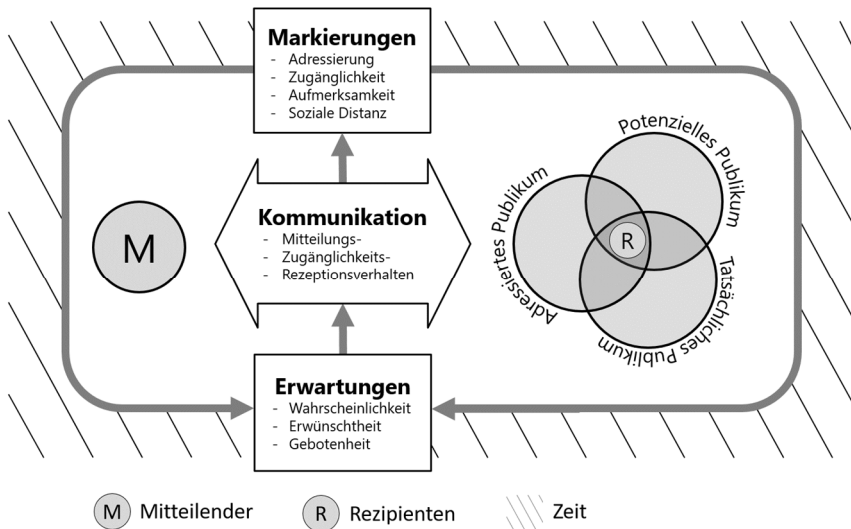 Markierungen
- Adressierung
- Zugänglichkeit
- Aufmerksamkeit
- Soziale Distanz
M
Kommunikation
- Mitteilungs-
- Zugänglichkeits-
- Rezeptionsverhalten
Potenzielles Publikum
Adressiertes Publikum
R
Tatsächliches Publikum
Erwartungen
- Wahrscheinlichkeit
- Erwünschtheit
- Gebotenheit
M Mitteilender
R Rezipienten
Zeit